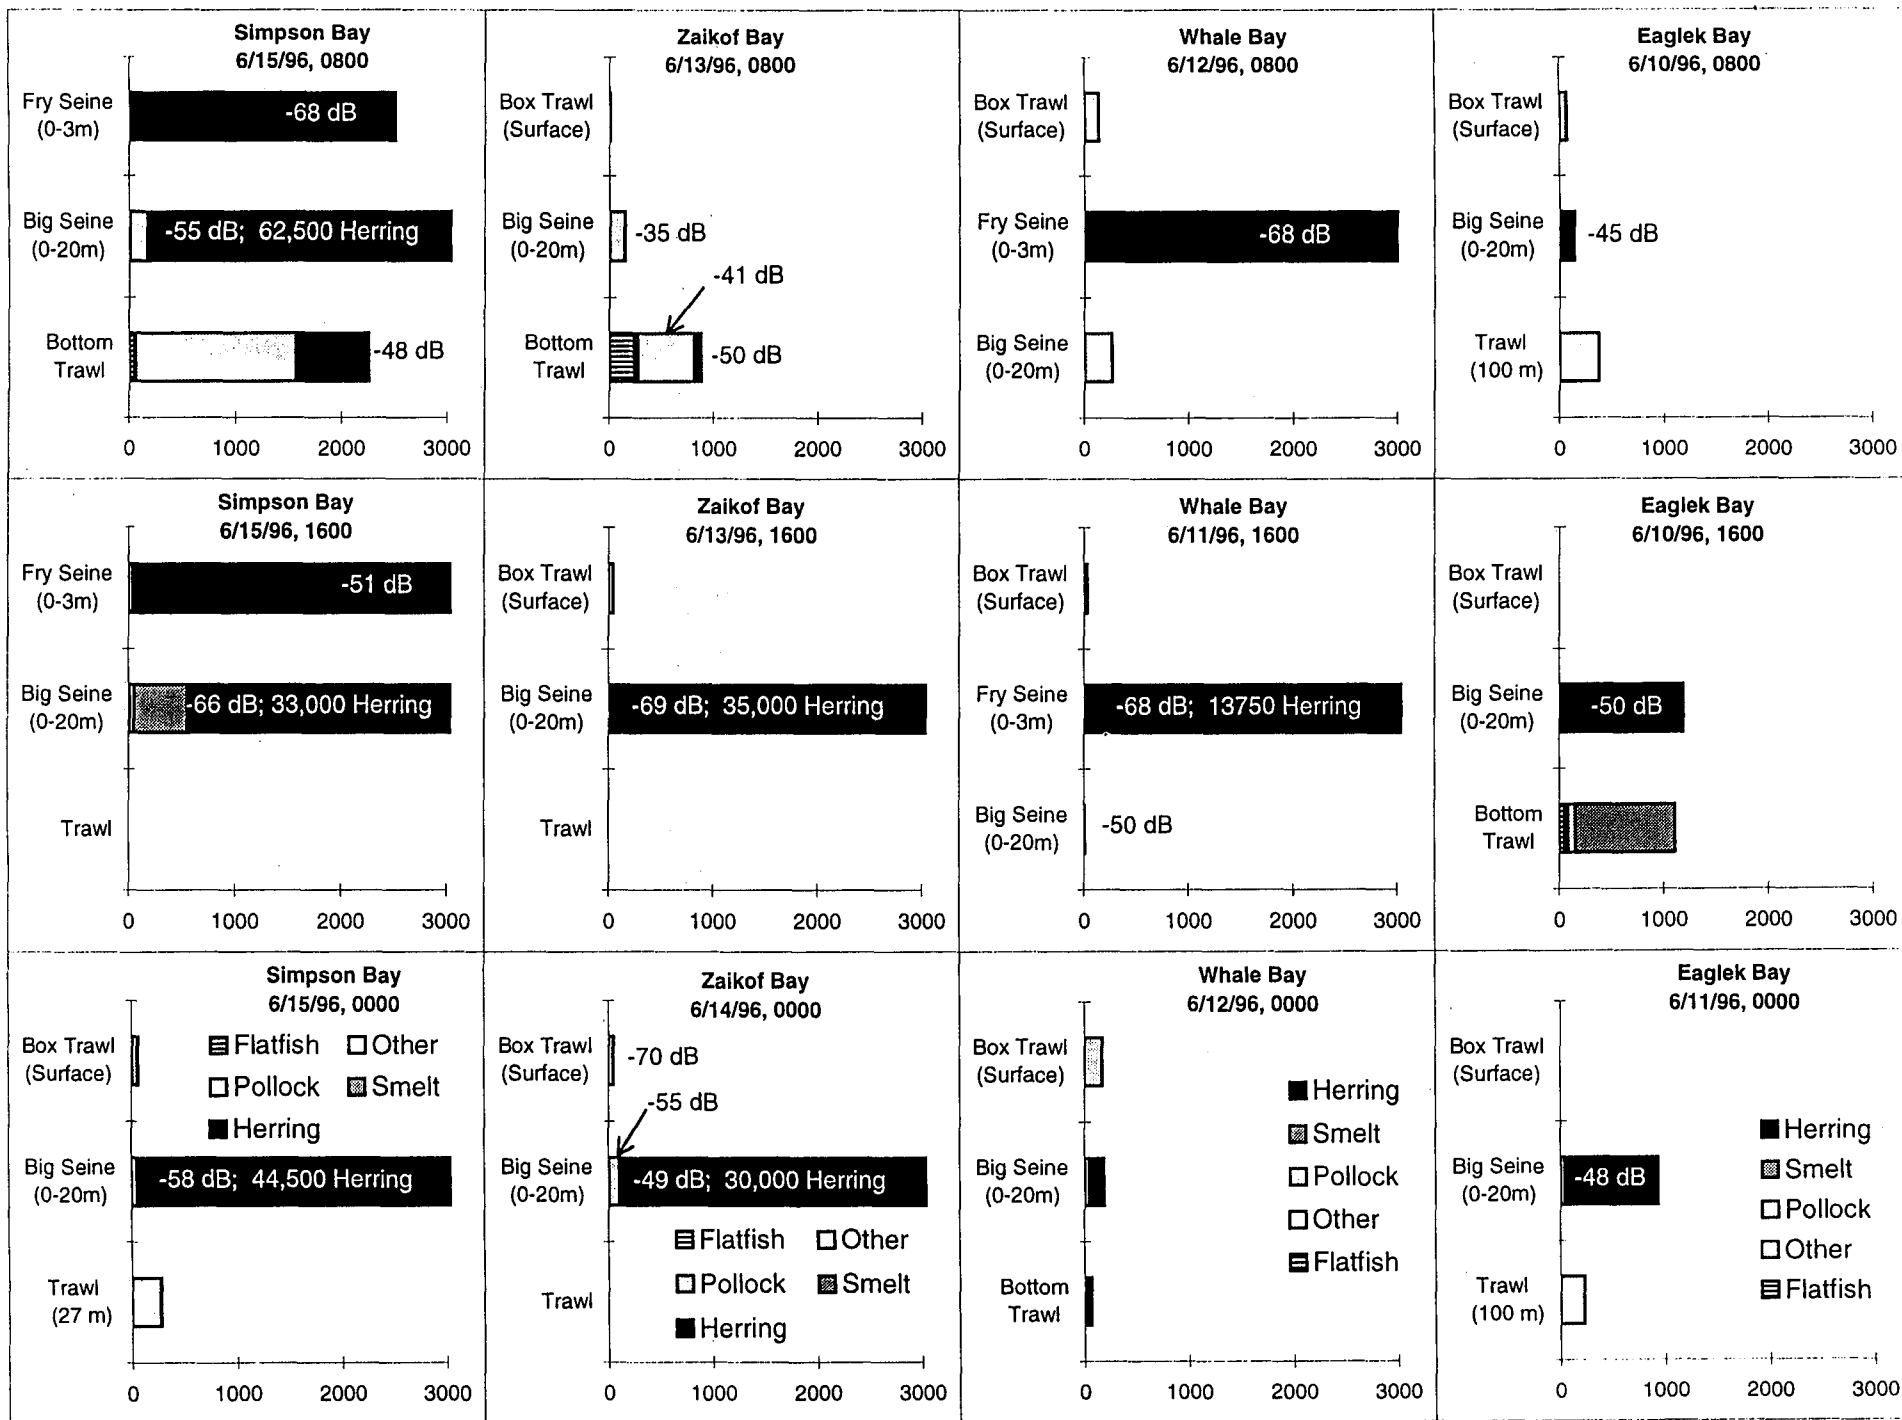 Simpson Bay
6/15/96, 0800
Fry Seine
(0-3m)
-68 dB
Big Seine
(0-20m)
-55 dB; 62,500 Herring
Bottom
Trawl
-48 dB
0 1000 2000 3000
Zaikof Bay
6/13/96, 0800
Box Trawl
(Surface)
Big Seine
(0-20m)
-35 dB
-41 dB
Bottom
Trawl
-50 dB
0 1000 2000 3000
Whale Bay
6/12/96, 0800
Box Trawl
(Surface)
Fry Seine
(0-3m)
-68 dB
Big Seine
(0-20m)
0 1000 2000 3000
Eaglek Bay
6/10/96, 0800
Box Trawl
(Surface)
Big Seine
(0-20m)
-45 dB
Trawl
(100 m)
0 1000 2000 3000
Simpson Bay
6/15/96, 1600
Fry Seine
(0-3m)
-51 dB
Big Seine
(0-20m)
-66 dB; 33,000 Herring
Trawl
0 1000 2000 3000
Zaikof Bay
6/13/96, 1600
Box Trawl
(Surface)
Big Seine
(0-20m)
-69 dB; 35,000 Herring
Trawl
0 1000 2000 3000
Whale Bay
6/11/96, 1600
Box Trawl
(Surface)
Fry Seine
(0-3m)
-68 dB; 13750 Herring
Big Seine
(0-20m)
-50 dB
0 1000 2000 3000
Eaglek Bay
6/10/96, 1600
Box Trawl
(Surface)
Big Seine
(0-20m)
-50 dB
Bottom
Trawl
0 1000 2000 3000
Simpson Bay
6/15/96, 0000
Box Trawl
(Surface)
Flatfish Other
Pollock Smelt
Herring
Big Seine
(0-20m)
-58 dB; 44,500 Herring
Trawl
(27 m)
0 1000 2000 3000
Zaikof Bay
6/14/96, 0000
Box Trawl
(Surface)
-70 dB
-55 dB
Big Seine
(0-20m)
-49 dB; 30,000 Herring
Flatfish Other
Pollock Smelt
Herring
Trawl
0 1000 2000 3000
Whale Bay
6/12/96, 0000
Box Trawl
(Surface)
Big Seine
(0-20m)
Bottom
Trawl
Herring
Smelt
Pollock
Other
Flatfish
0 1000 2000 3000
Eaglek Bay
6/11/96, 0000
Box Trawl
(Surface)
Big Seine
(0-20m)
-48 dB
Trawl
(100 m)
Herring
Smelt
Pollock
Other
Flatfish
0 1000 2000 3000